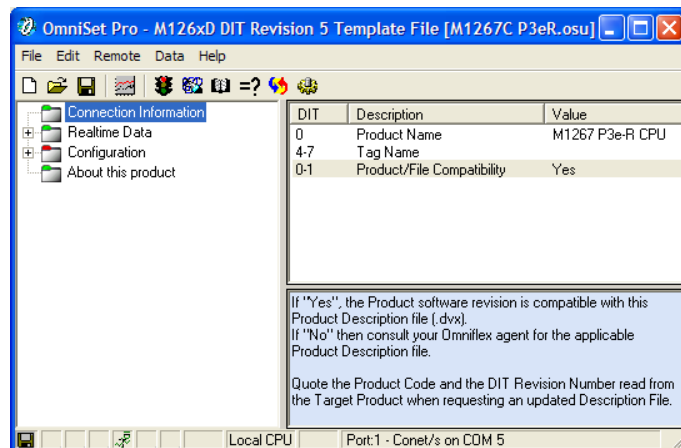 OmniSet Pro - M126xD DIT Revision 5 Template File [M1267C P3eR.osu]
File Edit Remote Data Help
=?
Connection Information
Realtime Data
Configuration
About this product
DIT Description Value
0 Product Name M1267 P3e-R CPU
4-7 Tag Name
0-1 Product/File Compatibility Yes
If "Yes", the Product software revision is compatible with this
Product Description file (.dvx).
If "No" then consult your Omniflex agent for the applicable
Product Description file.
Quote the Product Code and the DIT Revision Number read from
the Target Product when requesting an updated Description File.
Local CPU Port:1 - Conet/s on COM 5